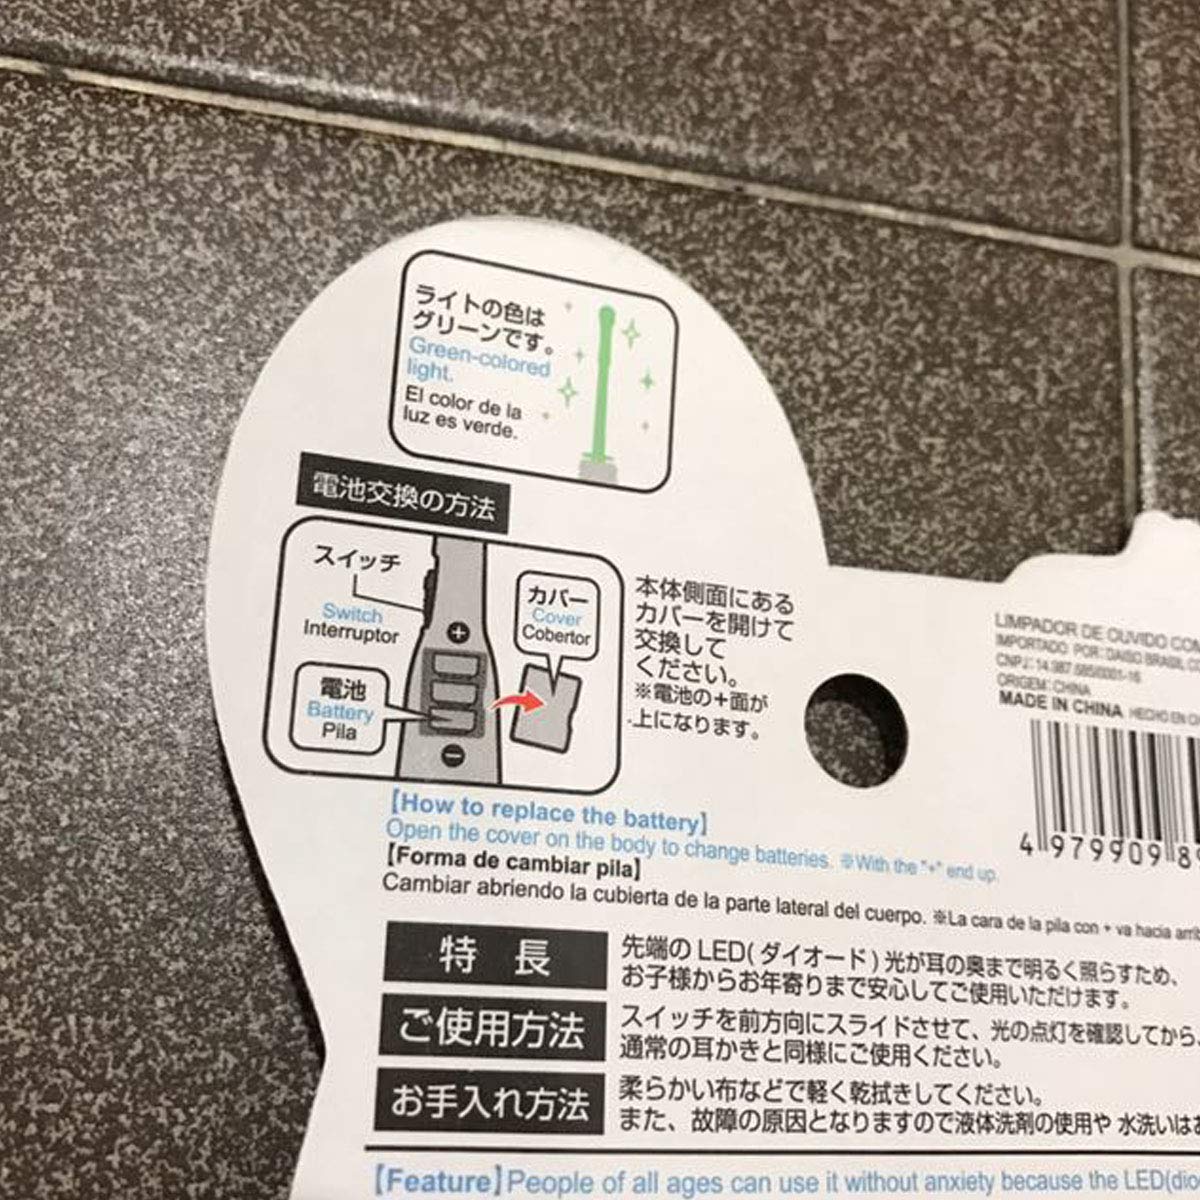 ライトの色は
グリーンです。
Green-colored
light.
El color de la
luz es verde.
電池交換の方法
スイッチ
Switch
Interruptor
電池
Battery
Pila
カバー
Cover
Cobertor
本体側面にある
カバーを開けて
交換して
ください。
※電池の+面が
上になります。
【How to replace the battery】
Open the cover on the body to change batteries. ※With the "+" end up.
【Forma de cambiar pila】
Cambiar abriendo la cubierta de la parte lateral del cuerpo. ※La cara de la pila con + va hacia arrib
LIMPADOR DE OUVIDO COM
IMPORTADO POR: DAISO BRASIL
CNPJ: 14.987.
ORIGEM: CHINA
MADE IN CHINA HECHO EN
4 979909 8
特 長
先端の LED(ダイオード)光が耳の奥まで明るく照らすため、
お子様からお年寄りまで安心してご使用いただけます。
ご使用方法
スイッチを前方向にスライドさせて、光の点灯を確認してから、
通常の耳かきと同様にご使用ください。
お手入れ方法
柔らかい布などで軽く乾拭きしてください。
また、故障の原因となりますので液体洗剤の使用や 水洗いはお
【Feature】People of all ages can use it without anxiety because the LED(dio